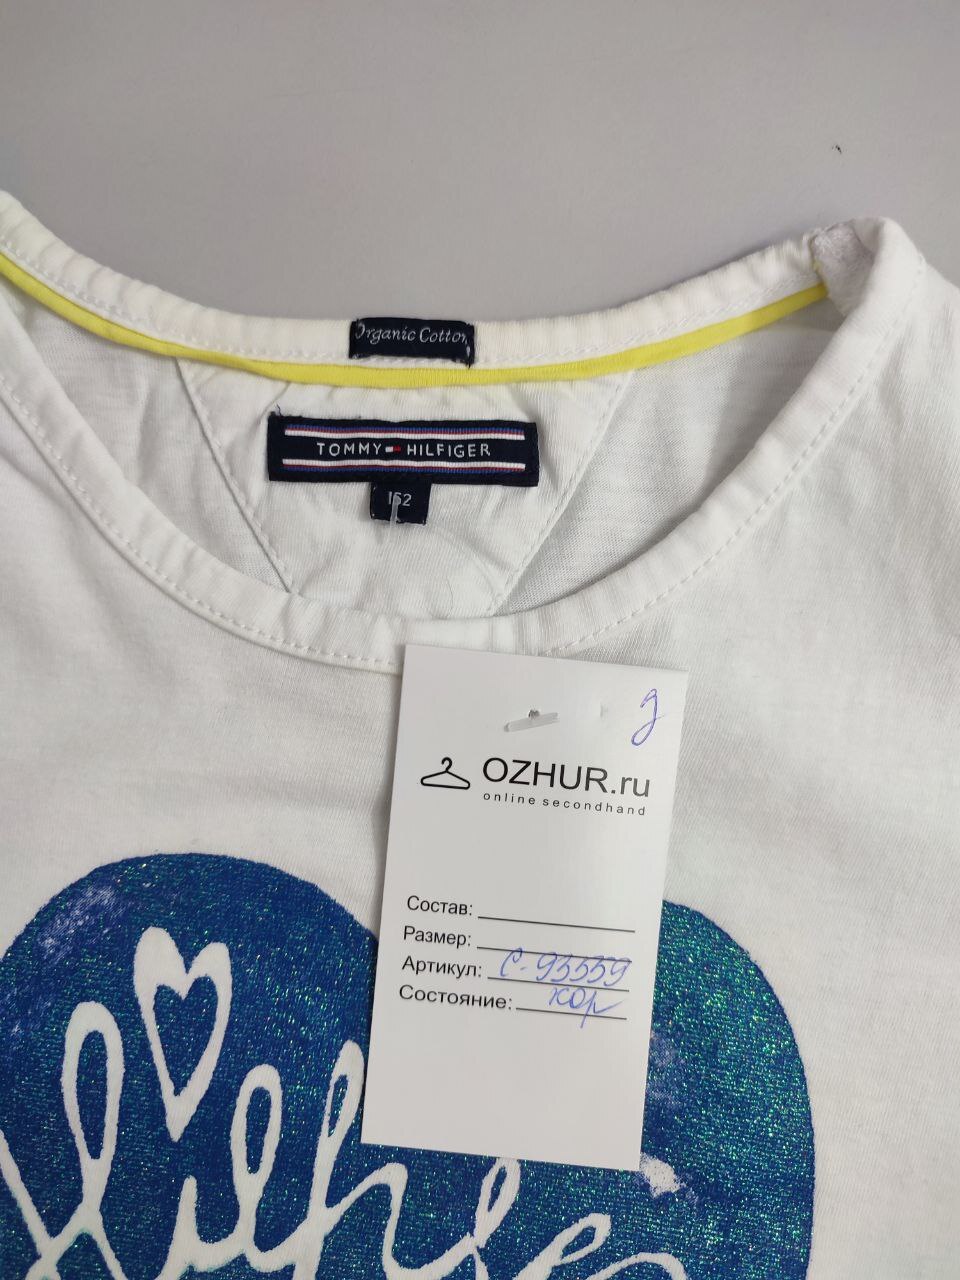 Organic Cotton
TOMMY HILFIGER
152
OZHUR.ru
online secondhand
Состав:
Размер:
Артикул: С-93559
Состояние: хор